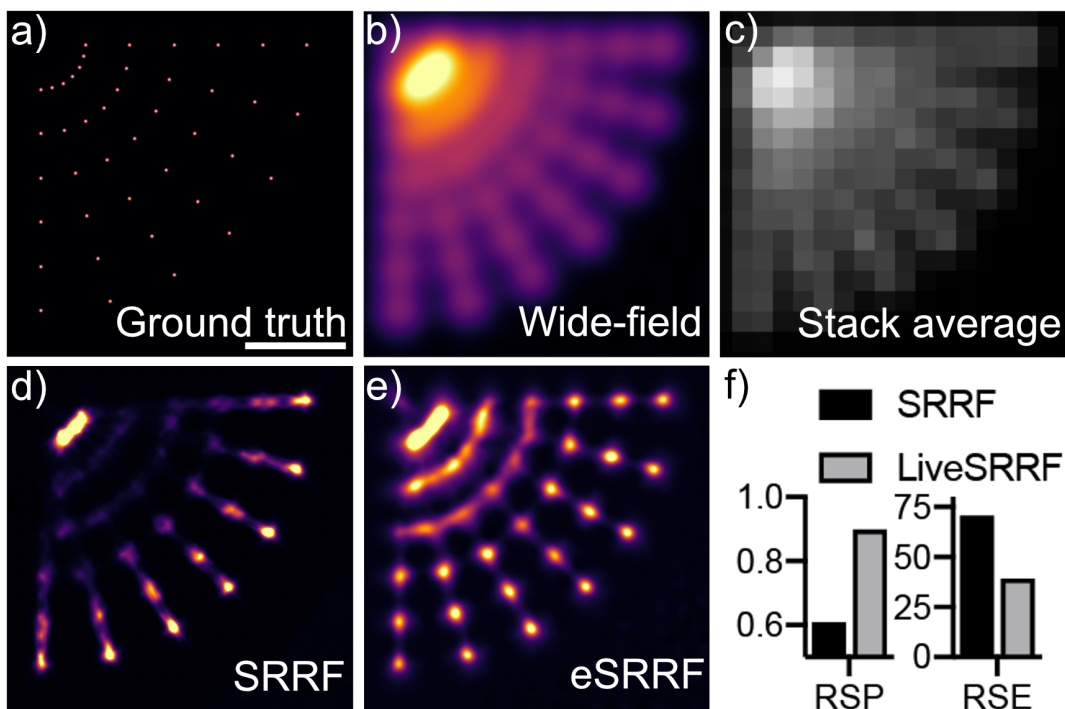 a)
Ground truth
b)
Wide-field
c)
Stack average
d)
SRRF
e)
eSRRF
f)
SRRF
LiveSRRF
1.0
0.8
0.6
RSP
75
50
25
0
RSE